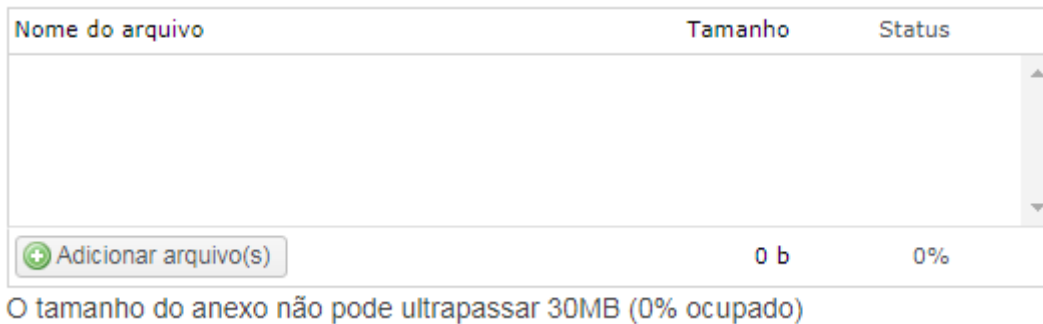 Nome do arquivo Tamanho Status
Adicionar arquivo(s) 0 b 0%
O tamanho do anexo não pode ultrapassar 30MB (0% ocupado)